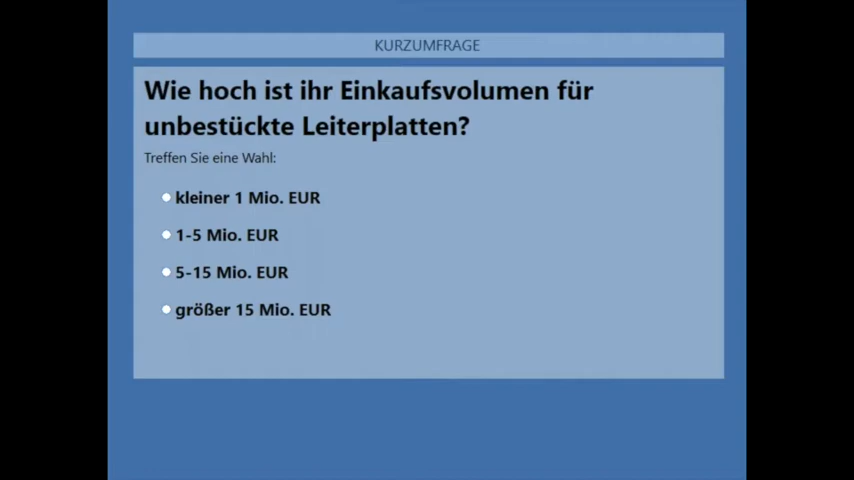 KURZUMFRAGE
Wie hoch ist ihr Einkaufsvolumen für
unbestückte Leiterplatten?
Treffen Sie eine Wahl:
kleiner 1 Mio. EUR
1-5 Mio. EUR
5-15 Mio. EUR
größer 15 Mio. EUR